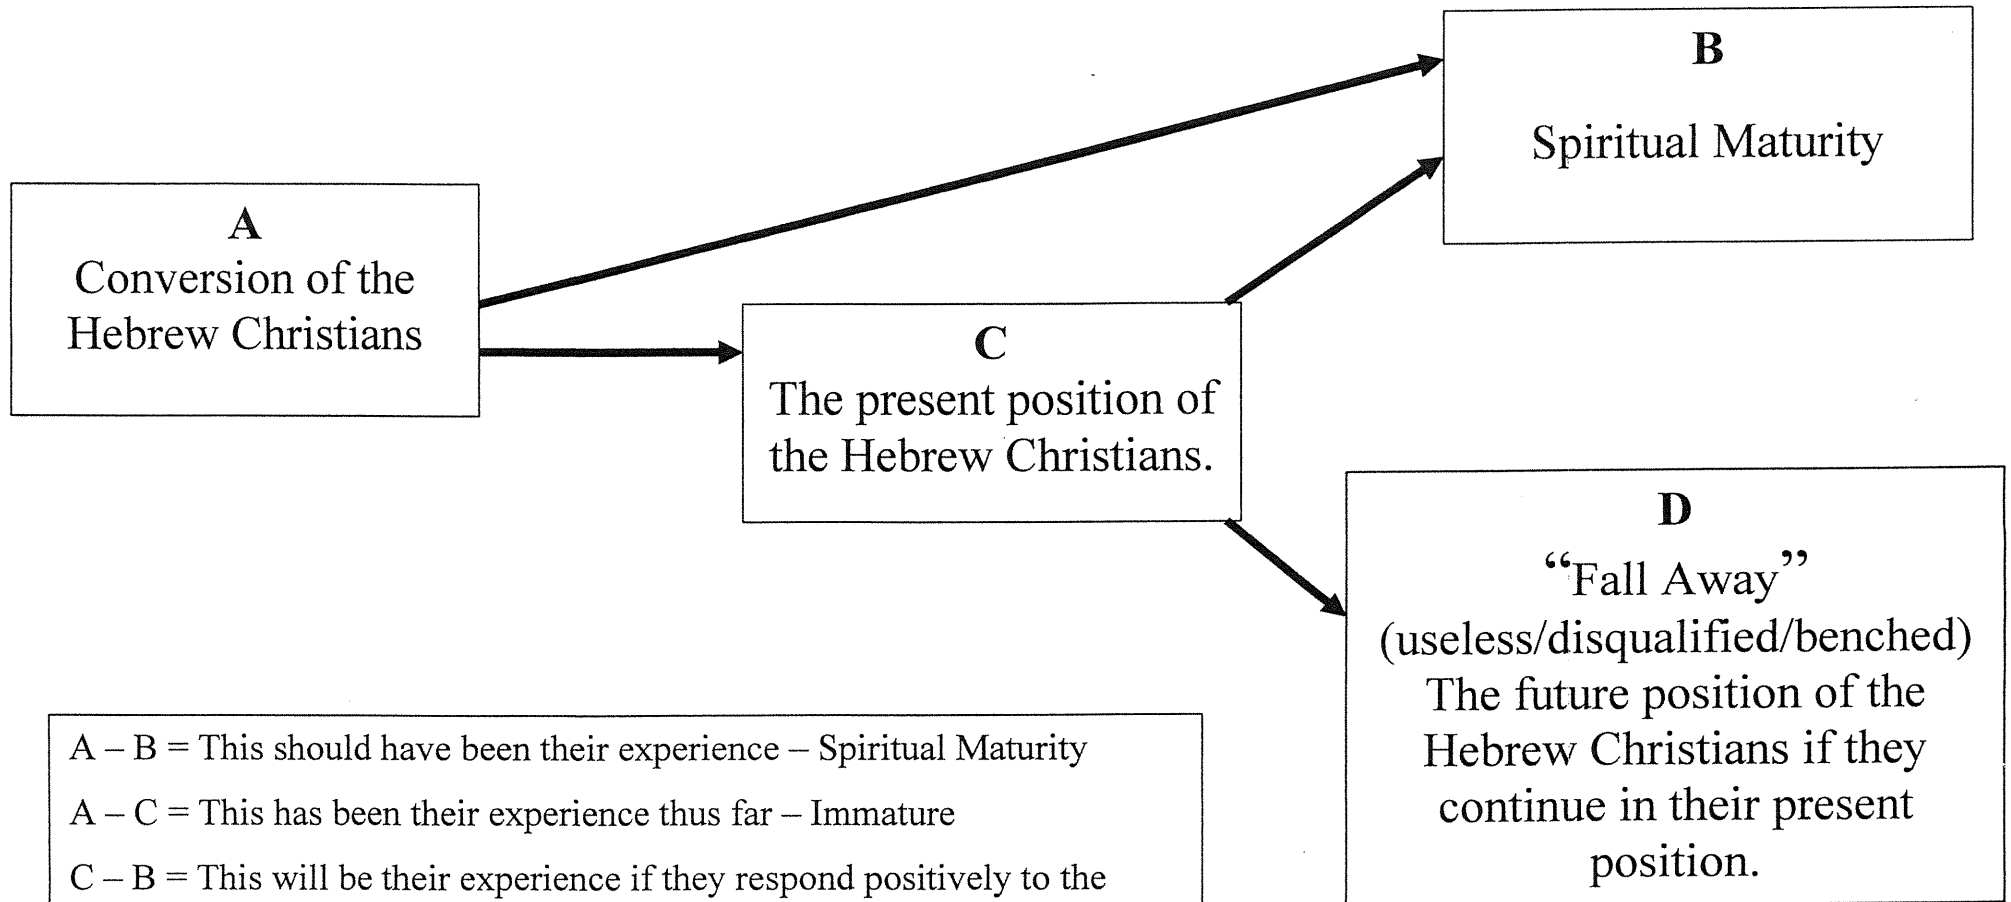 B
Spiritual Maturity
A
Conversion of the
Hebrew Christians
C
The present position of
the Hebrew Christians.
D
“Fall Away”
(useless/disqualified/benched)
The future position of the
Hebrew Christians if they
continue in their present
position.
A – B = This should have been their experience – Spiritual Maturity
A – C = This has been their experience thus far – Immature
C – B = This will be their experience if they respond positively to the